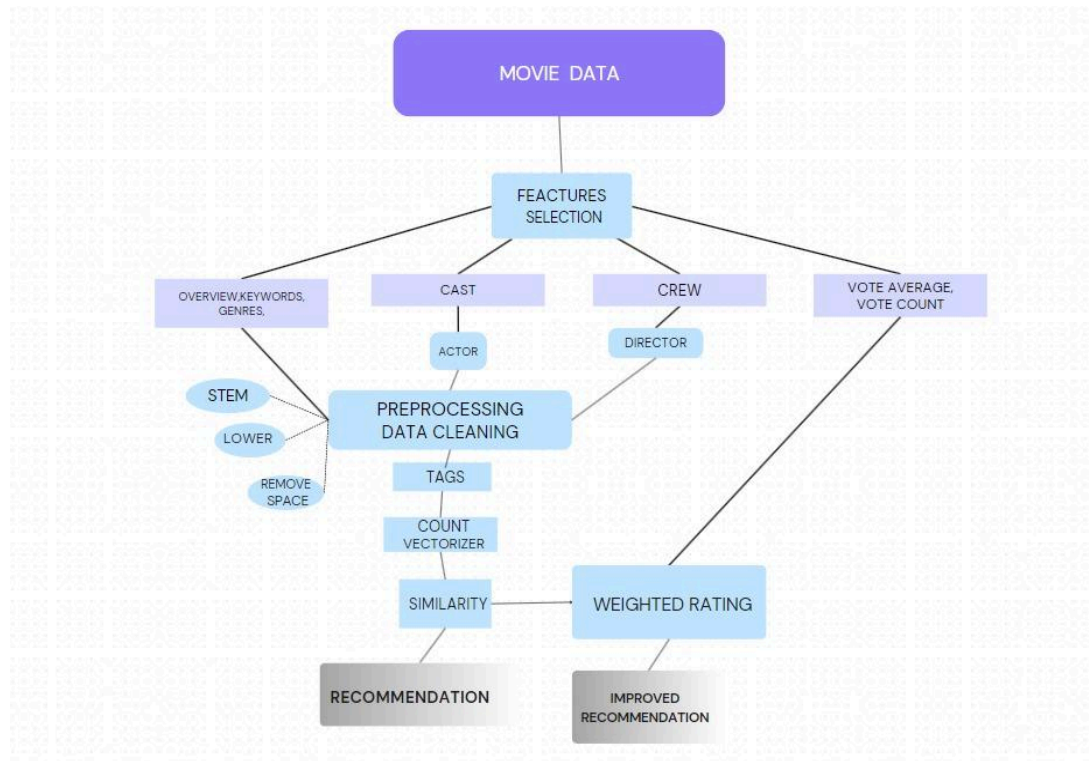 MOVIE DATA
FEACTURES
SELECTION
OVERVIEW,KEYWORDS,
GENRES,
CAST
CREW
VOTE AVERAGE,
VOTE COUNT
ACTOR
DIRECTOR
STEM
LOWER
REMOVE
SPACE
PREPROCESSING
DATA CLEANING
TAGS
COUNT
VECTORIZER
SIMILARITY
WEIGHTED RATING
RECOMMENDATION
IMPROVED
RECOMMENDATION